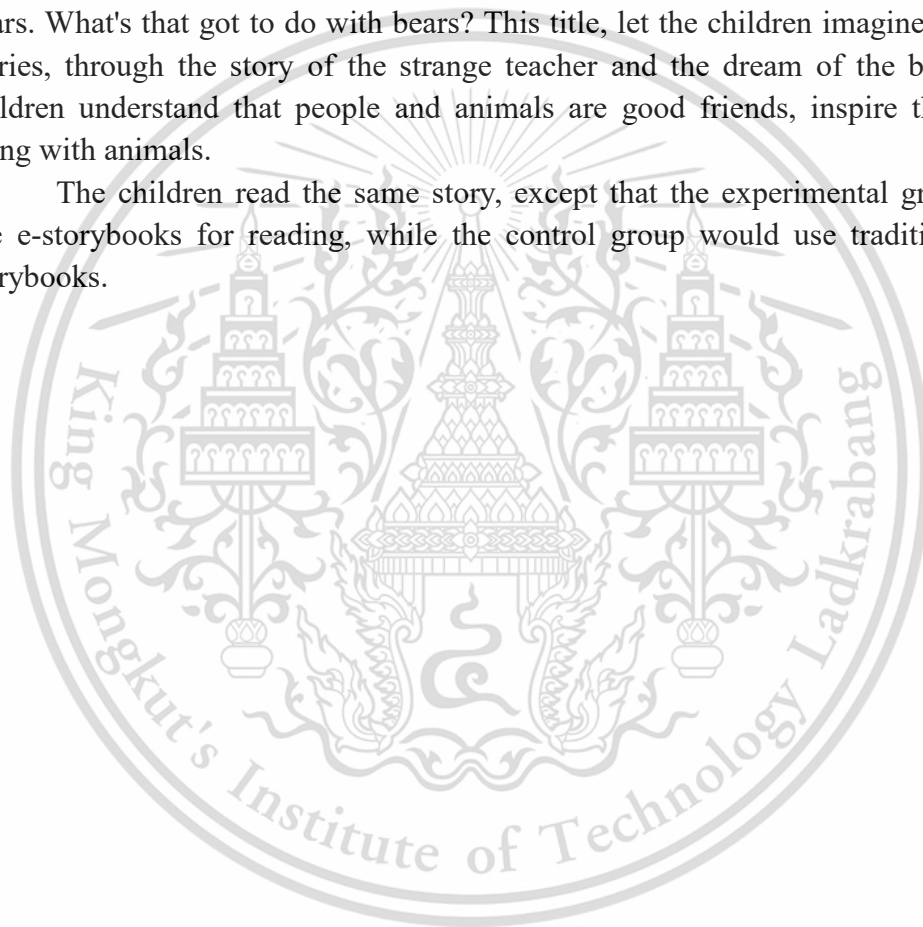 ars. What's that got to do with bears? This title, let the children imagine
ries, through the story of the strange teacher and the dream of the b
ldren understand that people and animals are good friends, inspire t
ng with animals.
The children read the same story, except that the experimental gr
e e-storybooks for reading, while the control group would use traditi
rybooks.
King Mongkut's Institute of Technology Ladkrabang